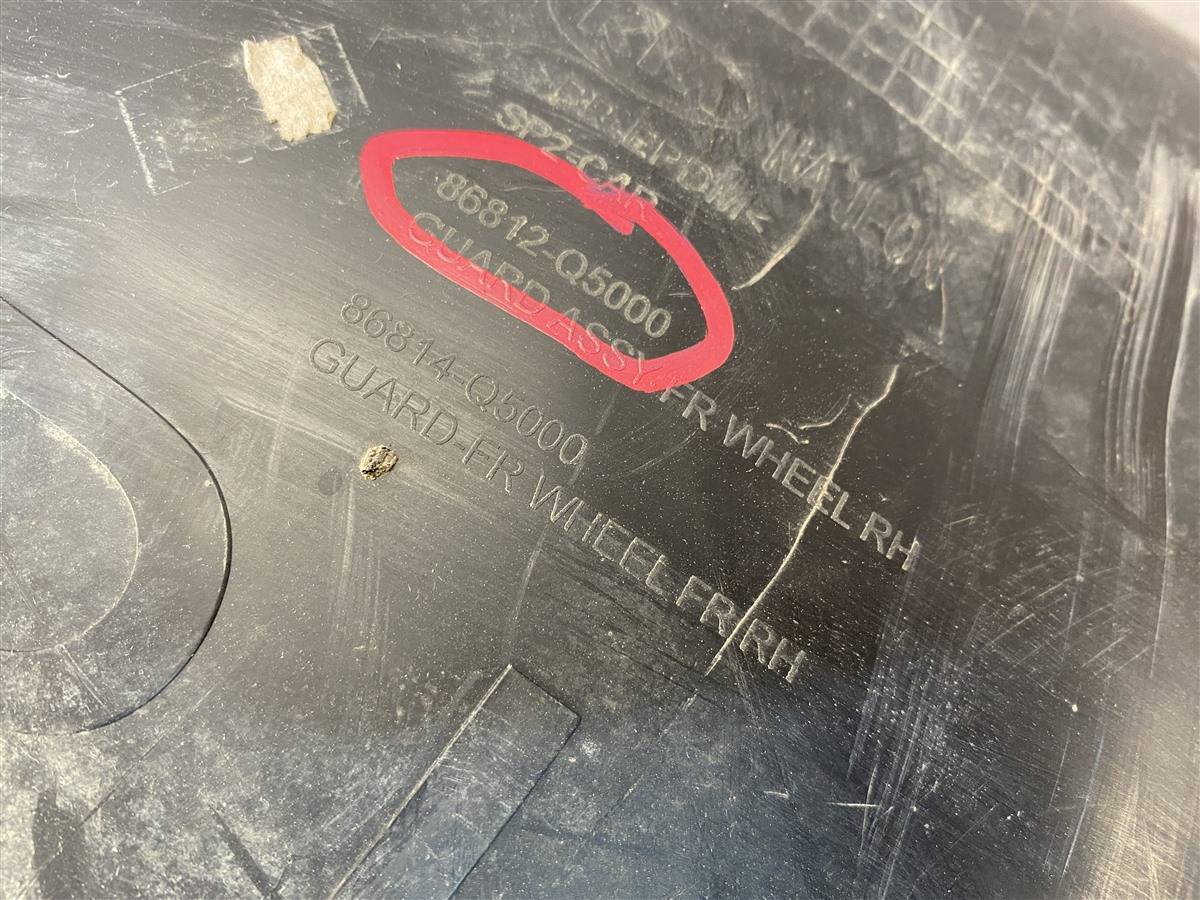 SP2-CAR
86812-Q5000
GUARD ASSY, FR WHEEL RH
86814-Q5000
GUARD-FR WHEEL FR, RH